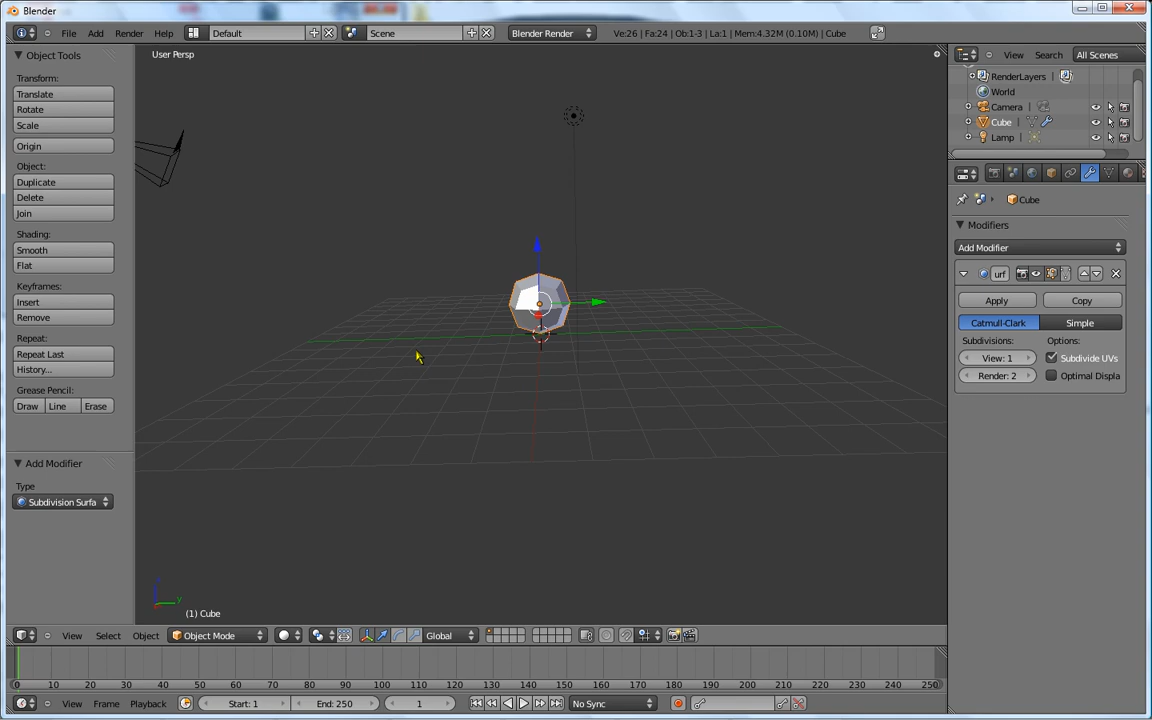 Blender
File Add Render Help Default Scene Blender Render Ve:26 | Fa:24 | Ob:1-3 | La:1 | Mem:4.32M (0.10M) | Cube
Object Tools
Transform:
Translate
Rotate
Scale
Origin
Object:
Duplicate
Delete
Join
Shading:
Smooth
Flat
Keyframes:
Insert
Remove
Repeat:
Repeat Last
History...
Grease Pencil:
Draw Line Erase
Add Modifier
Type
Subdivision Surfa
User Persp
y
(1) Cube
View Search All Scenes
RenderLayers |
World
Camera |
Cube |
Lamp |
Cube
Modifiers
Add Modifier
urf
Apply Copy
Catmull-Clark Simple
Subdivisions: Options:
View: 1 Subdivide UVs
Render: 2 Optimal Displa
View Select Object Object Mode Global
0 10 20 30 40 50 60 70 80 90 100 110 120 130 140 150 160 170 180 190 200 210 220 230 240 250
View Frame Playback Start: 1 End: 250 1 No Sync